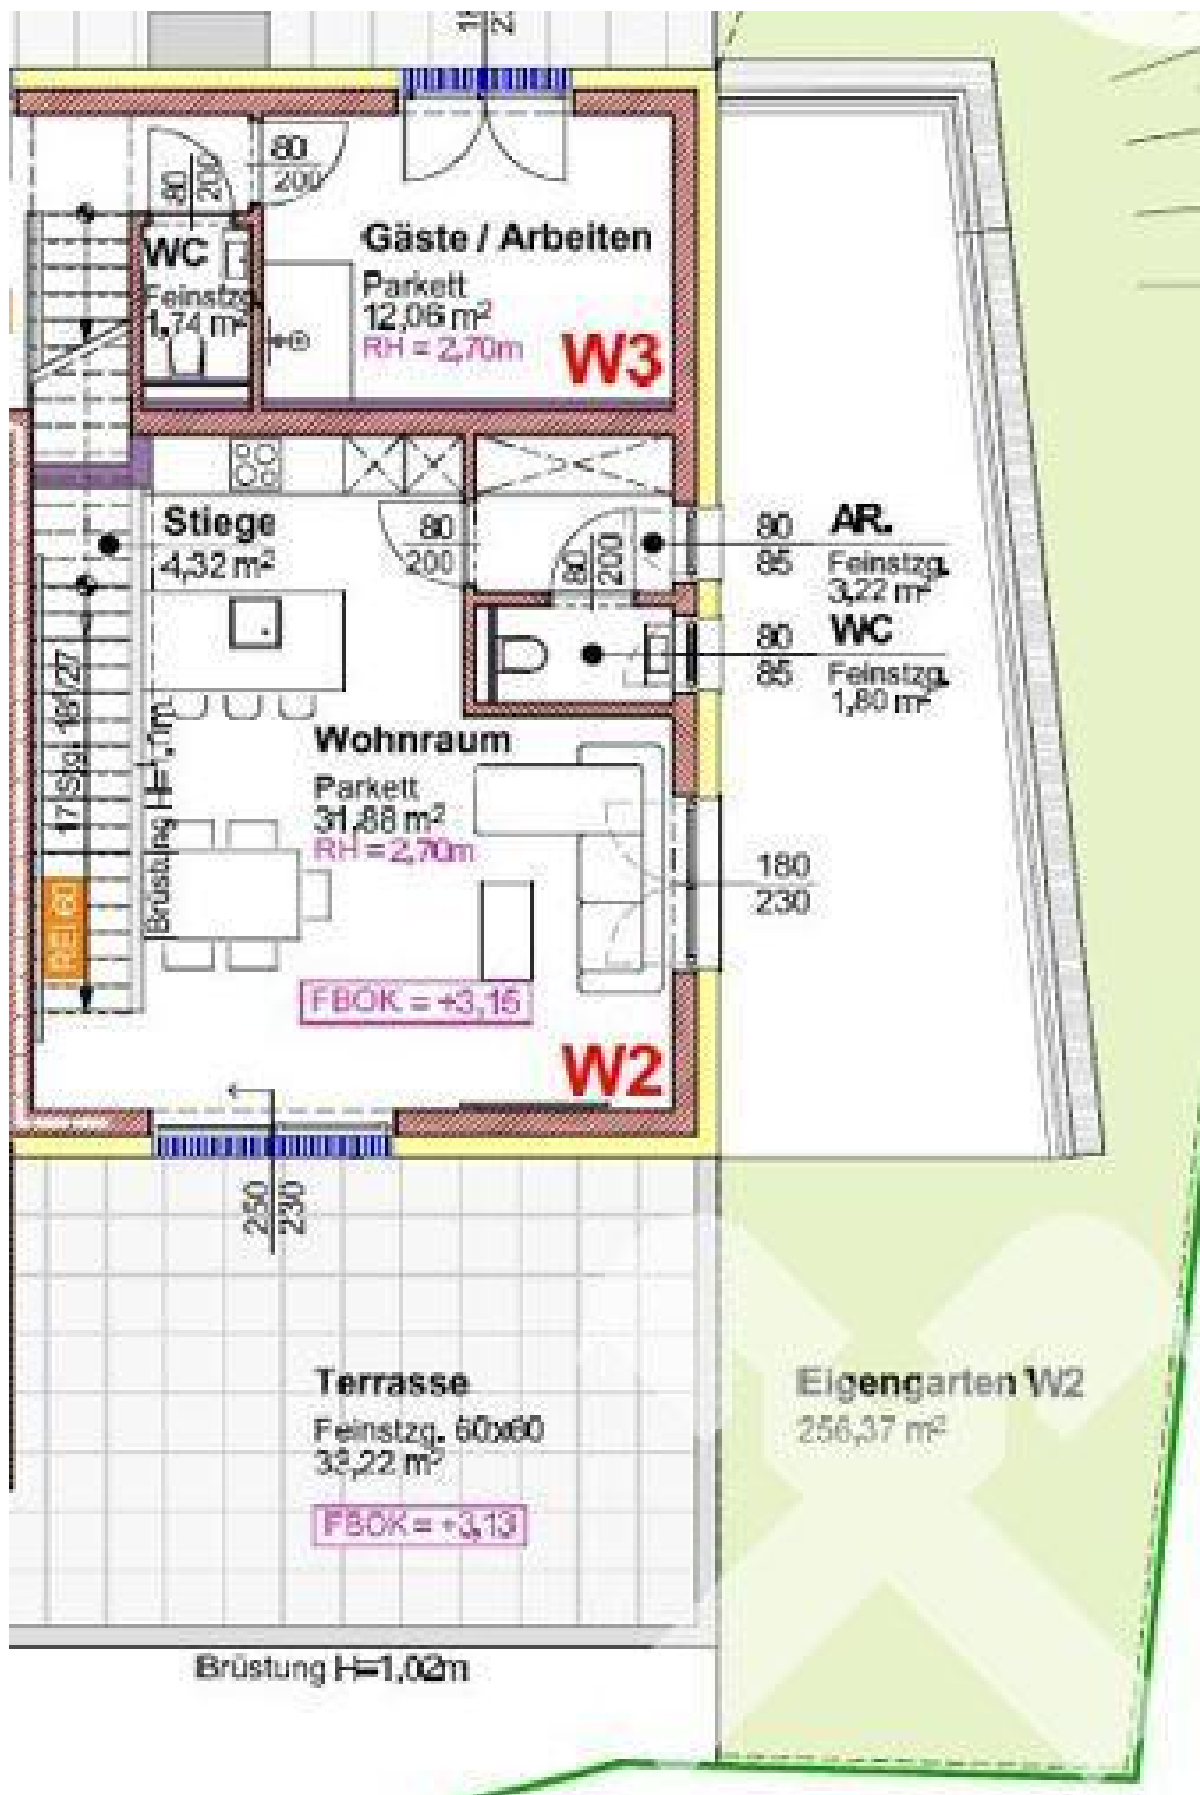 80
200
80
200
WC
Feinstzg
1,74 m²
Gäste / Arbeiten
Parkett
12,06 m²
RH = 2,70m
W3
Stiege
4,32 m²
80
200
80
200
80
85
AR.
Feinstzg.
3,22 m²
80
85
WC
Feinstzg.
1,80 m²
17 Stg. 18/27
Brüstung H=1,
Wohnraum
Parkett
31,88 m²
RH = 2,70m
180
230
REI 60
FBOK = +3,15
W2
250
230
Terrasse
Feinstzg. 60x60
33,22 m²
FBOK = +3,13
Eigengarten W2
256,37 m²
Brüstung H=1,02m